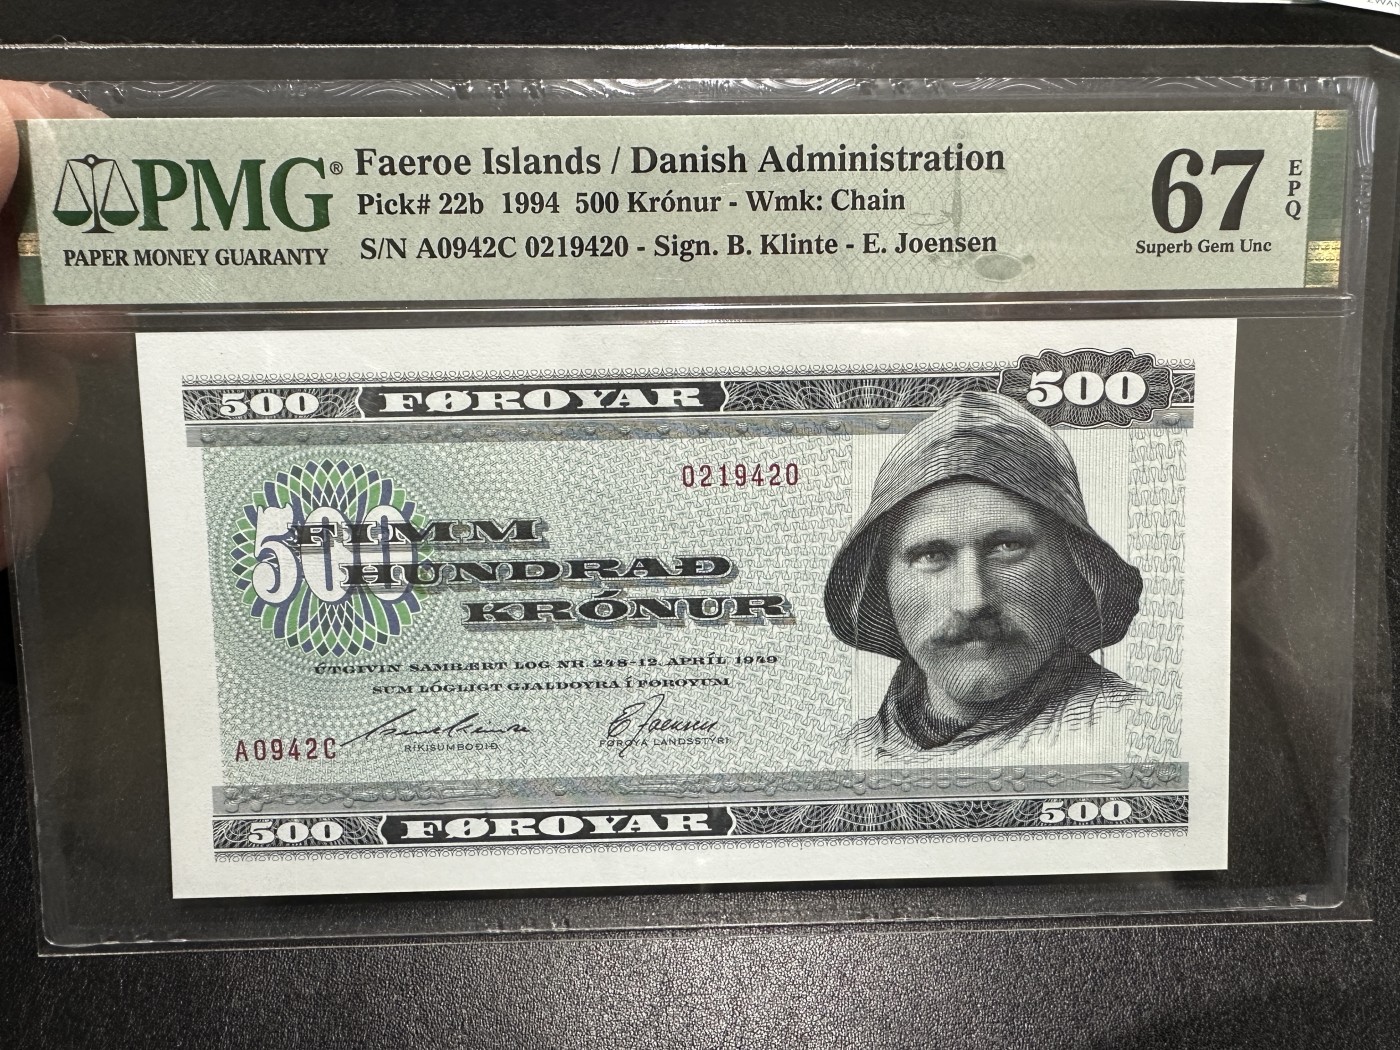 PMG®
PAPER MONEY GUARANTY
Faeroe Islands / Danish Administration
Pick# 22b 1994 500 Krónur - Wmk: Chain
S/N A0942C 0219420 - Sign. B. Klinte - E. Joensen
67
EPQ
Superb Gem Unc
500 FØROYAR 500
0219420
500
FIMM
HUNDRAÐ
KRÓNUR
ÚTGIVIN SAMBÆRT LOG NR. 248-12. APRÍL 1949
SUM LÓGLIGT GJALDOYRA Í FØROYUM
E Joensen
A0942C RÍKISUMBOÐIÐ FØROYA LANDSSTÝRI
500 FØROYAR 500